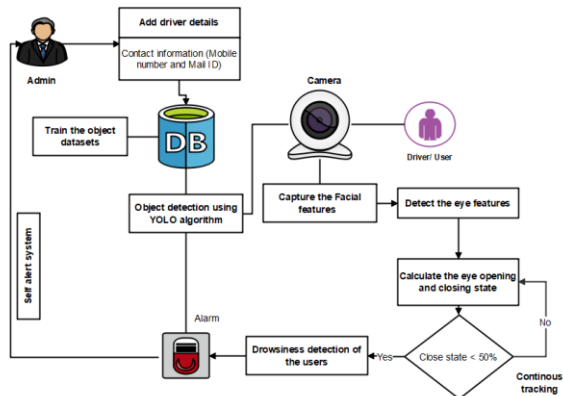 Add driver details
Contact information (Mobile
number and Mail ID)
Admin
Camera
Train the object
datasets
DB
Driver/ User
Object detection using
YOLO algorithm
Capture the Facial
features
Detect the eye features
Self alert system
Calculate the eye opening
and closing state
Alarm
No
Drowsiness detection of
the users
Yes
Close state < 50%
Continous
tracking